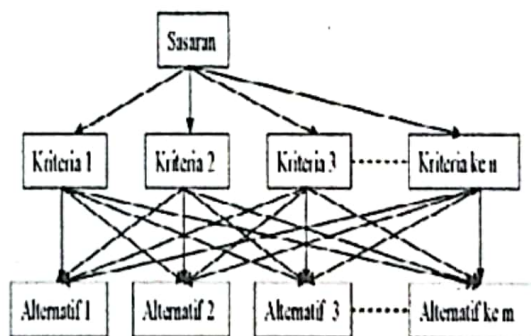 Sasaran
Kriteria 1
Kriteria 2
Kriteria 3
Kriteria ke n
Alternatif 1
Alternatif 2
Alternatif 3
Alternatif ke m